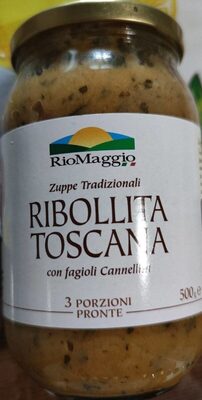 RioMaggio
Zuppe Tradizionali
RIBOLLITA
TOSCANA
con fagioli Cannellini
3 PORZIONI
PRONTE
500g